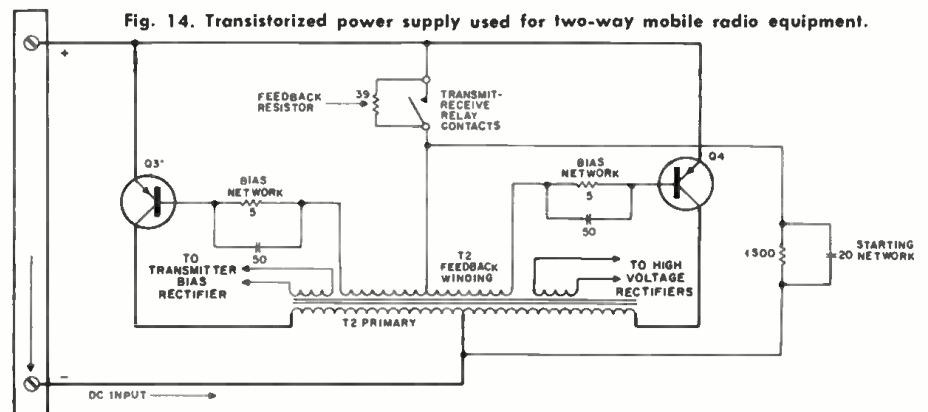 Fig. 14. Transistorized power supply used for two-way mobile radio equipment.
+
FEEDBACK
RESISTOR
39
TRANSMIT-
RECEIVE
RELAY
CONTACTS
Q3
BIAS
NETWORK
5
50
BIAS
NETWORK
5
50
Q4
1500
20
STARTING
NETWORK
TO
TRANSMITTER
BIAS
RECTIFIER
T2
FEEDBACK
WINDING
TO HIGH
VOLTAGE
RECTIFIERS
T2 PRIMARY
−
DC INPUT